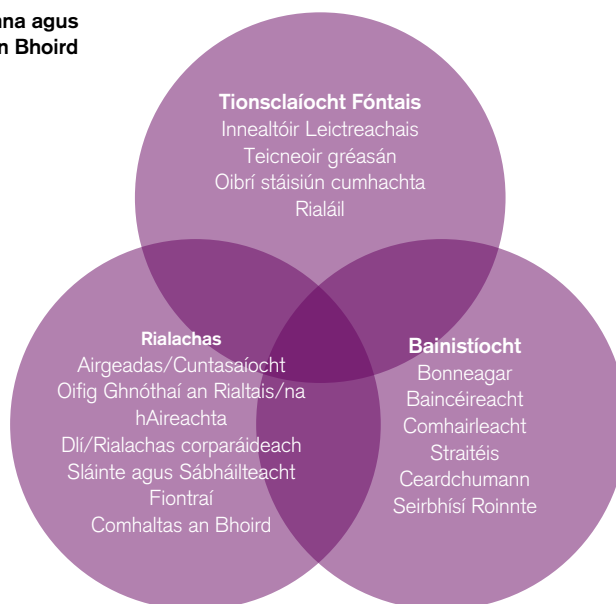 agus
Bhoird
Tionsclaíocht Fóntais
Innealtóir Leictreachais
Teicneoir gréasán
Oibrí stáisiún cumhachta
Rialáil
Rialachas
Airgeadas/Cuntasaíocht
Oifig Ghnóthaí an Rialtais/na
hAireachta
Dlí/Rialachas corparáideach
Sláinte agus Sábháilteacht
Fiontraí
Comhaltas an Bhoird
Bainistíocht
Bonneagar
Baincéireacht
Comhairleacht
Straitéis
Ceardchumann
Seirbhísí Roinnte